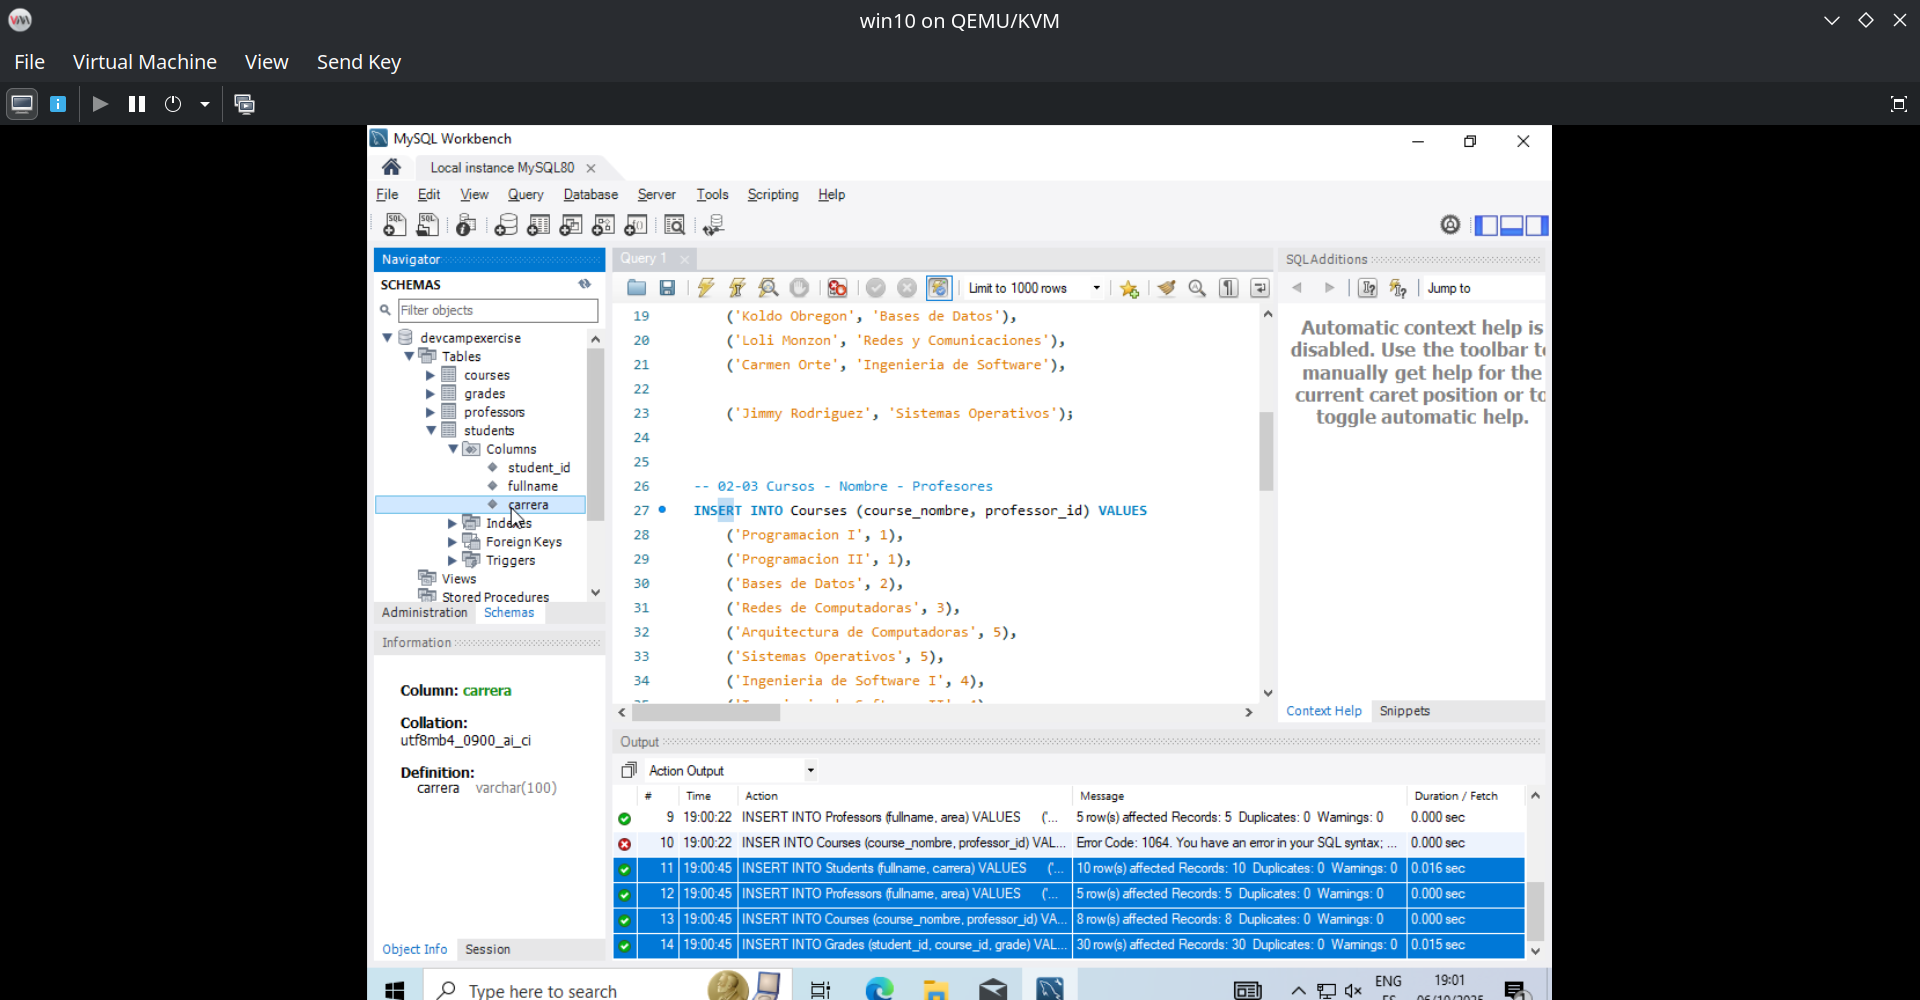 win10 on QEMU/KVM
File Virtual Machine View Send Key
MySQL Workbench
Local instance MySQL80
File Edit View Query Database Server Tools Scripting Help
Navigator
SCHEMAS
Filter objects
devcampexercise
Tables
courses
grades
professors
students
Columns
student_id
fullname
carrera
Indexes
Foreign Keys
Triggers
Views
Stored Procedures
Administration Schemas
Information
Column: carrera
Collation:
utf8mb4_0900_ai_ci
Definition:
carrera varchar(100)
Object Info Session
Query 1
Limit to 1000 rows
19 ('Koldo Obregon', 'Bases de Datos'),
20 ('Loli Monzon', 'Redes y Comunicaciones'),
21 ('Carmen Orte', 'Ingenieria de Software'),
22
23 ('Jimmy Rodriguez', 'Sistemas Operativos');
24
25
26 -- 02-03 Cursos - Nombre - Profesores
27 INSERT INTO Courses (course_nombre, professor_id) VALUES
28 ('Programacion I', 1),
29 ('Programacion II', 1),
30 ('Bases de Datos', 2),
31 ('Redes de Computadoras', 3),
32 ('Arquitectura de Computadoras', 5),
33 ('Sistemas Operativos', 5),
34 ('Ingenieria de Software I', 4),
SQLAdditions
Jump to
Automatic context help is
disabled. Use the toolbar to
manually get help for the
current caret position or to
toggle automatic help.
Context Help Snippets
Output
Action Output
# Time Action Message Duration / Fetch
9 19:00:22 INSERT INTO Professors (fullname, area) VALUES ('... 5 row(s) affected Records: 5 Duplicates: 0 Warnings: 0 0.000 sec
10 19:00:22 INSER INTO Courses (course_nombre, professor_id) VAL... Error Code: 1064. You have an error in your SQL syntax; ... 0.000 sec
11 19:00:45 INSERT INTO Students (fullname, carrera) VALUES ('... 10 row(s) affected Records: 10 Duplicates: 0 Warnings: 0 0.016 sec
12 19:00:45 INSERT INTO Professors (fullname, area) VALUES ('... 5 row(s) affected Records: 5 Duplicates: 0 Warnings: 0 0.000 sec
13 19:00:45 INSERT INTO Courses (course_nombre, professor_id) VA... 8 row(s) affected Records: 8 Duplicates: 0 Warnings: 0 0.000 sec
14 19:00:45 INSERT INTO Grades (student_id, course_id, grade) VAL... 30 row(s) affected Records: 30 Duplicates: 0 Warnings: 0 0.015 sec
Type here to search
ENG
19:01